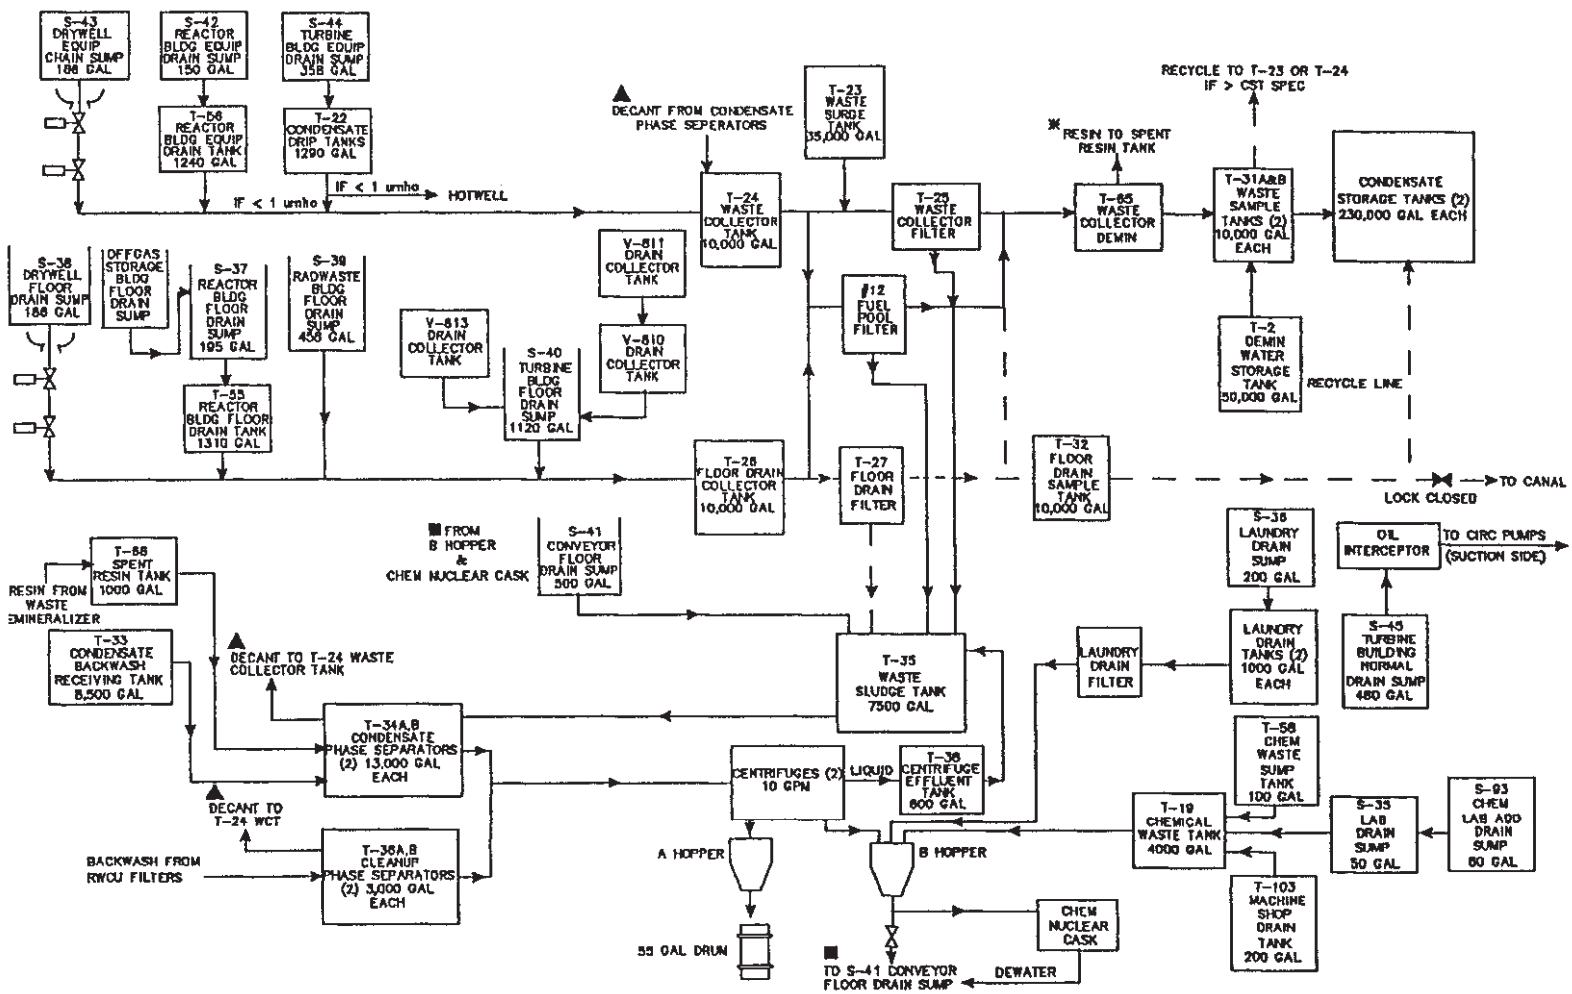 S-43
DRYWELL
EQUIP
CHAIN SUMP
188 GAL
S-42
REACTOR
BLDG EQUIP
DRAIN SUMP
150 GAL
S-44
TURBINE
BLDG EQUIP
DRAIN SUMP
358 GAL
T-56
REACTOR
BLDG EQUIP
DRAIN TANK
1240 GAL
T-22
CONDENSATE
DRIP TANKS
1290 GAL
IF < 1 umho
IF < 1 umho
HOTWELL
DECANT FROM CONDENSATE
PHASE SEPERATORS
T-23
WASTE
SURGE
TANK
35,000 GAL
T-24
WASTE
COLLECTOR
TANK
10,000 GAL
T-25
WASTE
COLLECTOR
FILTER
* RESIN TO SPENT
RESIN TANK
T-65
WASTE
COLLECTOR
DEMIN
RECYCLE TO T-23 OR T-24
IF > CST SPEC
T-31A&B
WASTE
SAMPLE
TANKS (2)
10,000 GAL
EACH
CONDENSATE
STORAGE TANKS (2)
230,000 GAL EACH
S-38
DRYWELL
FLOOR
DRAIN SUMP
188 GAL
OFFGAS
STORAGE
BLDG
FLOOR
DRAIN
SUMP
S-37
REACTOR
BLDG
FLOOR
DRAIN
SUMP
195 GAL
S-39
RADWASTE
BLDG
FLOOR
DRAIN
SUMP
458 GAL
T-55
REACTOR
BLDG FLOOR
DRAIN TANK
1310 GAL
V-813
DRAIN
COLLECTOR
TANK
V-811
DRAIN
COLLECTOR
TANK
V-810
DRAIN
COLLECTOR
TANK
S-40
TURBINE
BLDG
FLOOR
DRAIN
SUMP
1120 GAL
#12
FUEL
POOL
FILTER
T-2
DEMIN
WATER
STORAGE
TANK
50,000 GAL
RECYCLE LINE
T-26
FLOOR DRAIN
COLLECTOR
TANK
10,000 GAL
T-27
FLOOR
DRAIN
FILTER
T-32
FLOOR
DRAIN
SAMPLE
TANK
10,000 GAL
TO CANAL
LOCK CLOSED
FROM
B HOPPER
&
CHEM NUCLEAR CASK
S-41
CONVEYOR
FLOOR
DRAIN SUMP
500 GAL
S-36
LAUNDRY
DRAIN
SUMP
200 GAL
OIL
INTERCEPTOR
TO CIRC PUMPS
(SUCTION SIDE)
T-68
SPENT
RESIN TANK
1000 GAL
RESIN FROM
WASTE
EMINERALIZER
T-33
CONDENSATE
BACKWASH
RECEIVING TANK
8,500 GAL
DECANT TO T-24 WASTE
COLLECTOR TANK
T-35
WASTE
SLUDGE TANK
7500 GAL
LAUNDRY
DRAIN
FILTER
LAUNDRY
DRAIN
TANKS (2)
1000 GAL
EACH
S-45
TURBINE
BUILDING
NORMAL
DRAIN SUMP
480 GAL
T-34A,B
CONDENSATE
PHASE SEPARATORS
(2) 13,000 GAL
EACH
DECANT TO
T-24 WCT
CENTRIFUGES (2)
10 GPM
LIQUID
T-38
CENTRIFUGE
EFFLUENT
TANK
600 GAL
T-58
CHEM
WASTE
SUMP
TANK
100 GAL
T-19
CHEMICAL
WASTE TANK
4000 GAL
S-35
LAB
DRAIN
SUMP
50 GAL
S-93
CHEM
LAB ADD
DRAIN
SUMP
60 GAL
BACKWASH FROM
RWCU FILTERS
T-36A,B
CLEANUP
PHASE SEPARATORS
(2) 3,000 GAL
EACH
A HOPPER
B HOPPER
T-103
MACHINE
SHOP
DRAIN
TANK
200 GAL
CHEM
NUCLEAR
CASK
55 GAL DRUM
TO S-41 CONVEYOR
FLOOR DRAIN SUMP
DEWATER